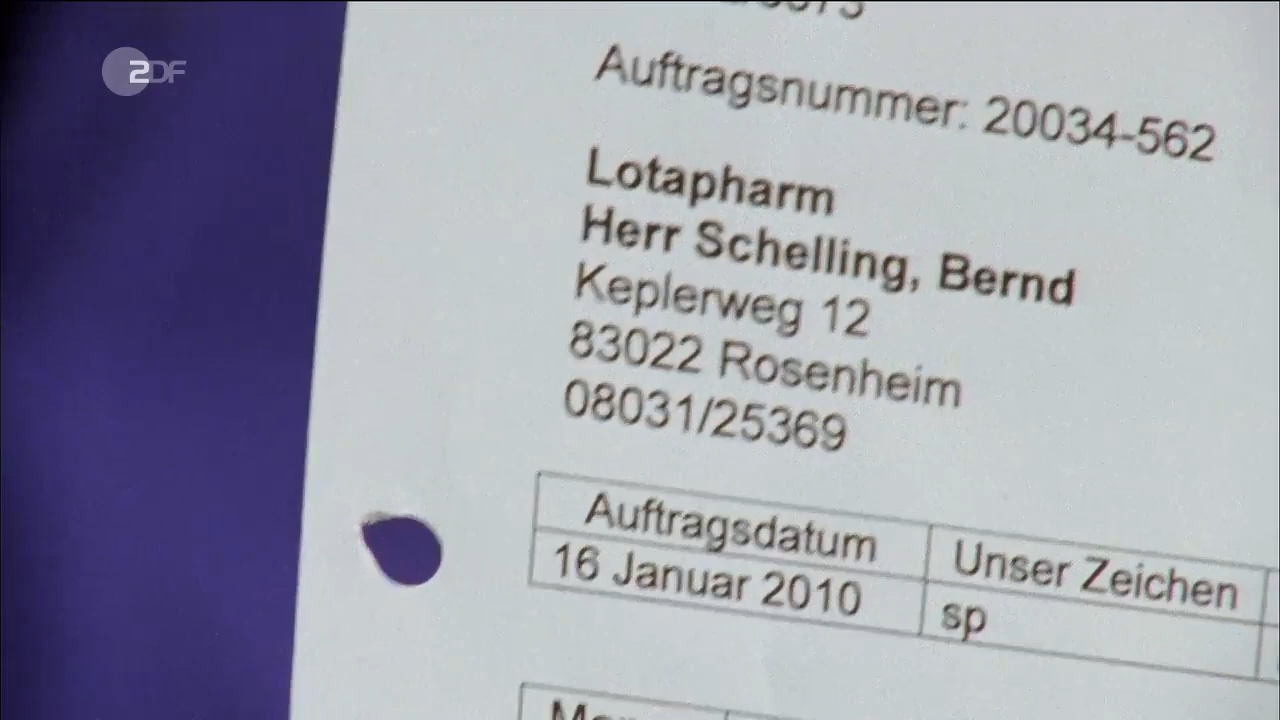 ZDF
Auftragsnummer: 20034-562
Lotapharm
Herr Schelling, Bernd
Keplerweg 12
83022 Rosenheim
08031/25369
Auftragsdatum Unser Zeichen
16 Januar 2010 sp